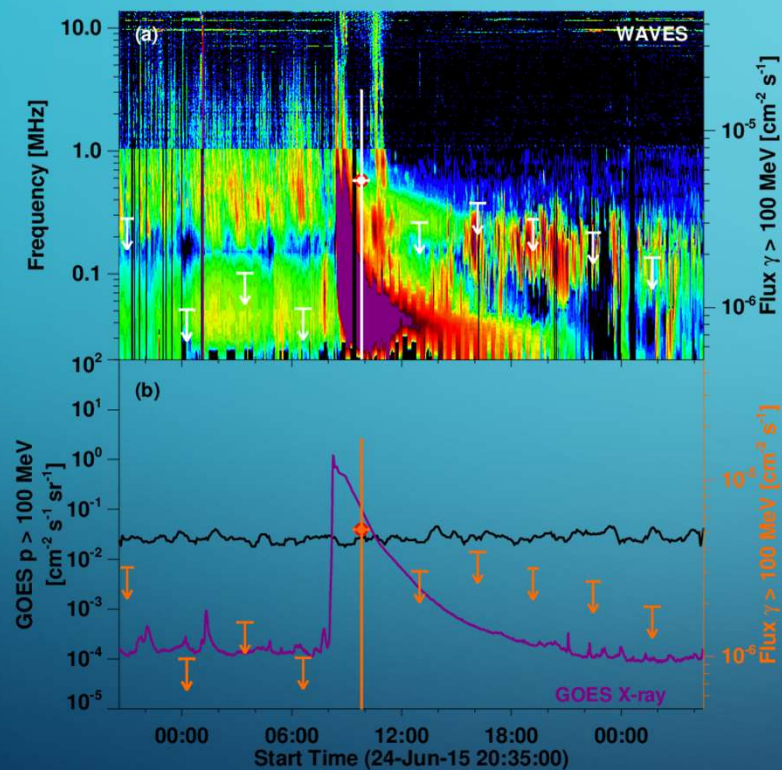 (a)
WAVES
10.0
1.0
0.1
Frequency [MHz]
10⁻⁵
10⁻⁶
Flux γ > 100 MeV [cm⁻² s⁻¹]
(b)
10²
10¹
10⁰
10⁻¹
10⁻²
10⁻³
10⁻⁴
10⁻⁵
GOES p > 100 MeV
[cm⁻² s⁻¹ sr⁻¹]
10⁻⁵
10⁻⁶
Flux γ > 100 MeV [cm⁻² s⁻¹]
GOES X-ray
00:00 06:00 12:00 18:00 00:00
Start Time (24-Jun-15 20:35:00)